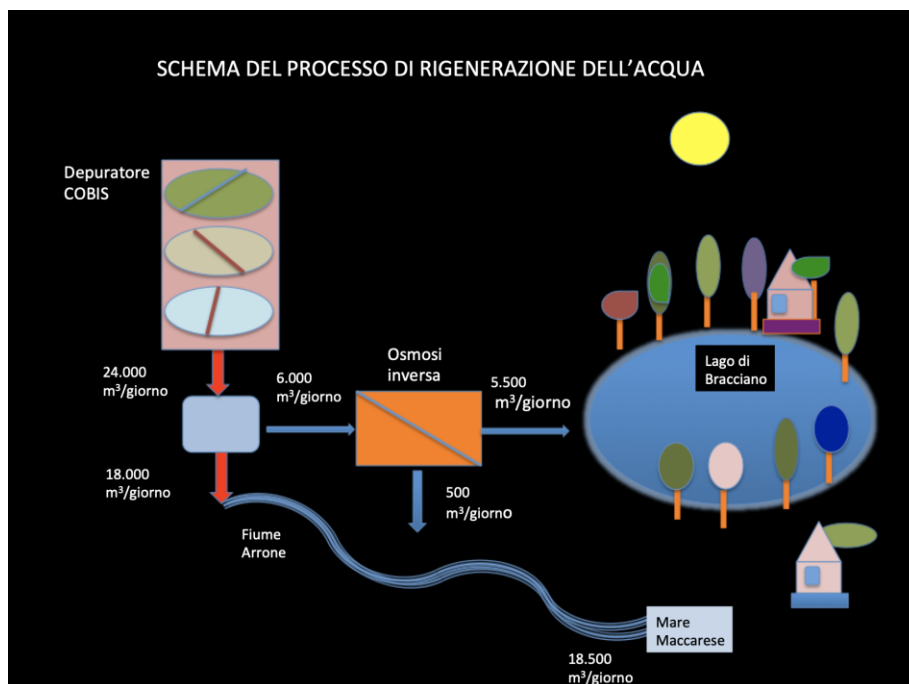 SCHEMA DEL PROCESSO DI RIGENERAZIONE DELL'ACQUA
Depuratore
COBIS
24.000
m³/giorno
6.000
m³/giorno
Osmosi
inversa
5.500
m³/giorno
Lago di
Bracciano
18.000
m³/giorno
500
m³/giorno
Fiume
Arrone
Mare
Maccarese
18.500
m³/giorno